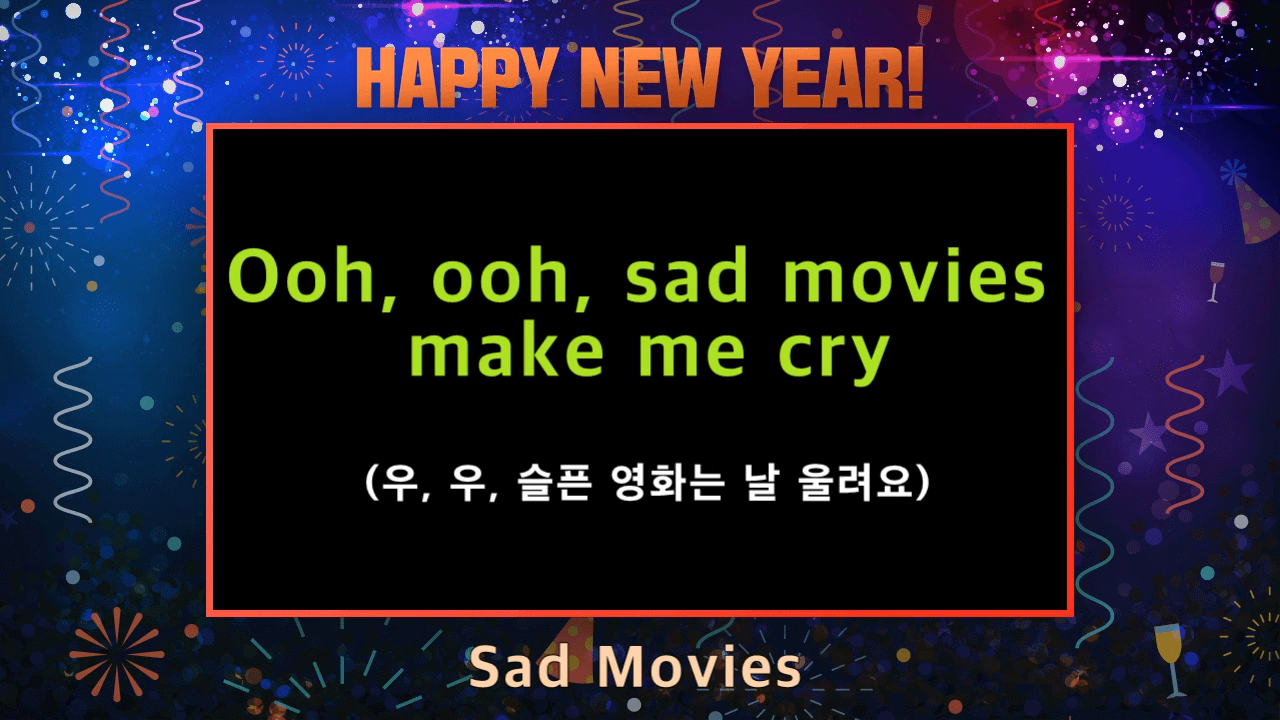 HAPPY NEW YEAR!
Ooh, ooh, sad movies
make me cry
(우, 우, 슬픈 영화는 날 울려요)
Sad Movies